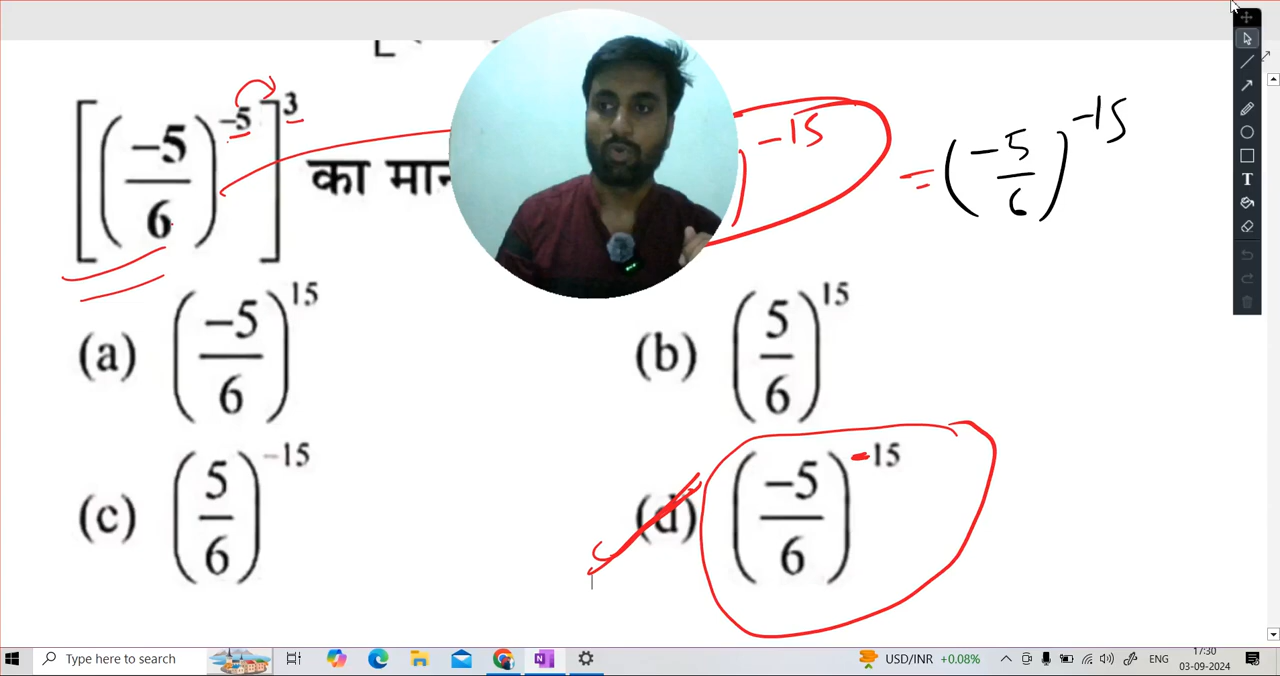 [(-5/6)^-5]^3 का मान
-15
= (-5/6)^-15
(a) (-5/6)^15
(b) (5/6)^15
(c) (5/6)^-15
(d) (-5/6)^-15
Type here to search
USD/INR +0.08%
ENG
17:30
03-09-2024